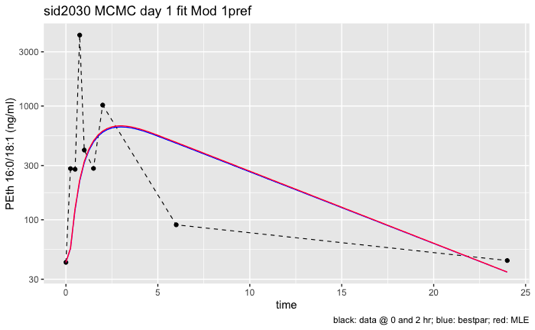 sid2030 MCMC day 1 fit Mod 1pref
PEth 16:0/18:1 (ng/ml)
3000
1000
300
100
30
0
5
10
15
20
25
time
black: data @ 0 and 2 hr; blue: bestpar; red: MLE